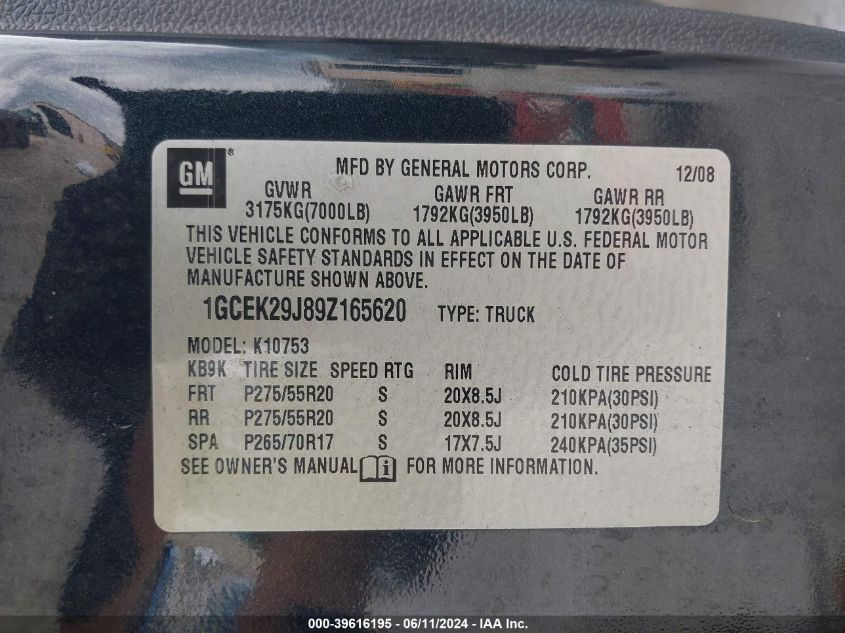 GM® MFD BY GENERAL MOTORS CORP. 12/08
GVWR GAWR FRT GAWR RR
3175KG(7000LB) 1792KG(3950LB) 1792KG(3950LB)
THIS VEHICLE CONFORMS TO ALL APPLICABLE U.S. FEDERAL MOTOR
VEHICLE SAFETY STANDARDS IN EFFECT ON THE DATE OF
MANUFACTURE SHOWN ABOVE.
1GCEK29J89Z165620 TYPE: TRUCK
MODEL: K10753
KB9K TIRE SIZE SPEED RTG RIM COLD TIRE PRESSURE
FRT P275/55R20 S 20X8.5J 210KPA(30PSI)
RR P275/55R20 S 20X8.5J 210KPA(30PSI)
SPA P265/70R17 S 17X7.5J 240KPA(35PSI)
SEE OWNER'S MANUAL i FOR MORE INFORMATION.
000-39616195 - 06/11/2024 - IAA Inc.